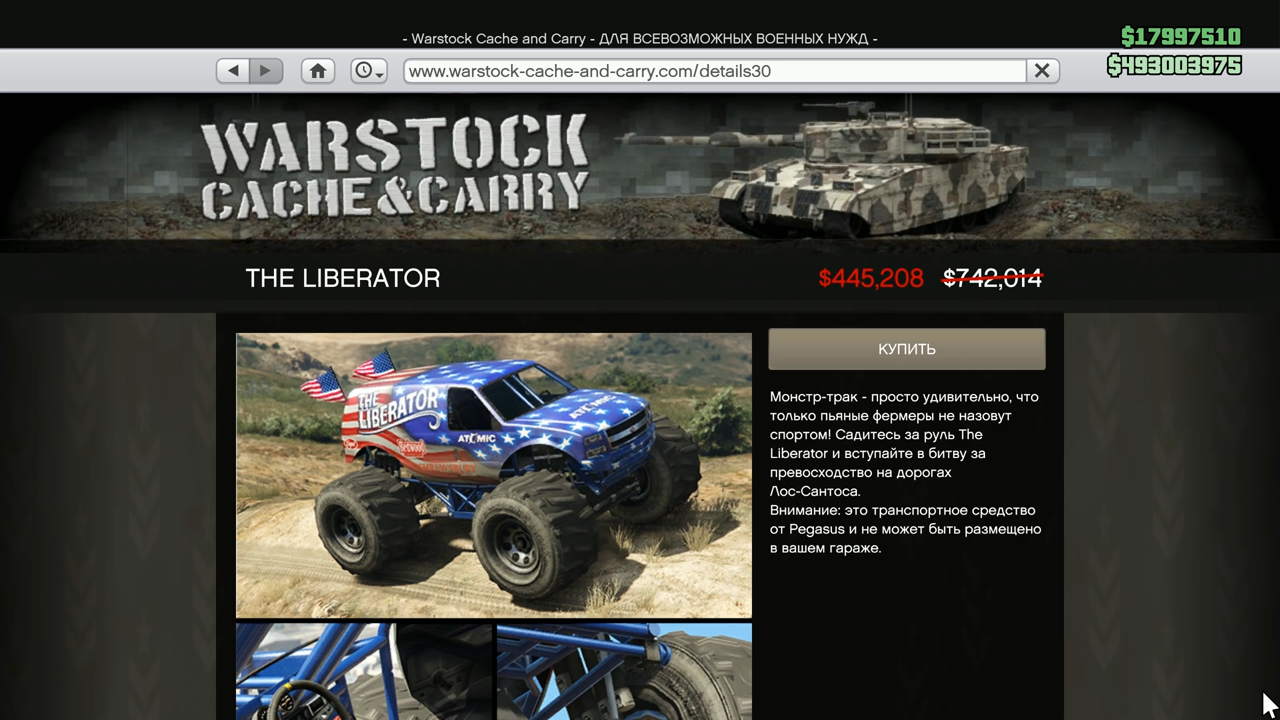 - Warstock Cache and Carry - ДЛЯ ВСЕВОЗМОЖНЫХ ВОЕННЫХ НУЖД -
$17997510
$493003975
www.warstock-cache-and-carry.com/details30
WARSTOCK
CACHE&CARRY
THE LIBERATOR
$445,208 $742,014
КУПИТЬ
THE
LIBERATOR
ATOMIC
ATOMIC
Монстр-трак - просто удивительно, что
только пьяные фермеры не назовут
спортом! Садитесь за руль The
Liberator и вступайте в битву за
превосходство на дорогах
Лос-Сантоса.
Внимание: это транспортное средство
от Pegasus и не может быть размещено
в вашем гараже.